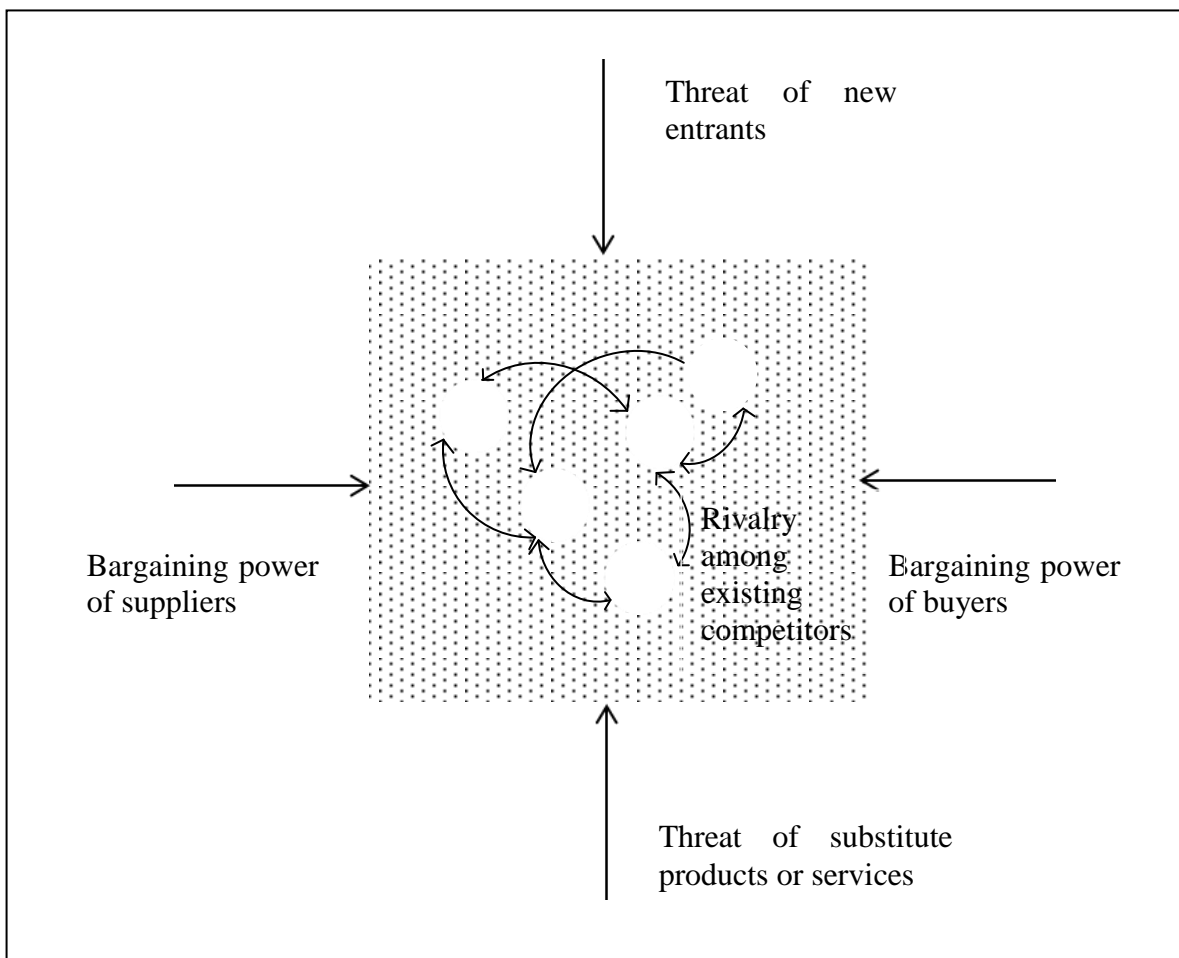 Threat of new
entrants
Rivalry
among
existing
competitors
Bargaining power
of suppliers
Bargaining power
of buyers
Threat of substitute
products or services